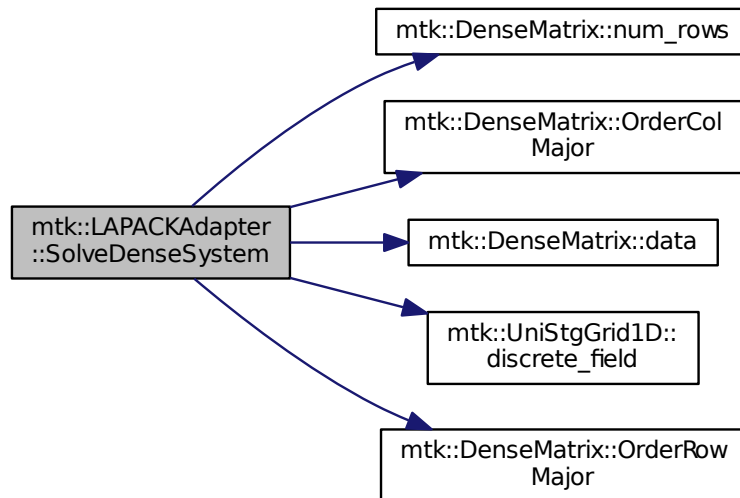 mtk::DenseMatrix::num_rows
mtk::DenseMatrix::OrderCol
Major
mtk::LAPACKAdapter
::SolveDenseSystem
mtk::DenseMatrix::data
mtk::UniStgGrid1D::
discrete_field
mtk::DenseMatrix::OrderRow
Major